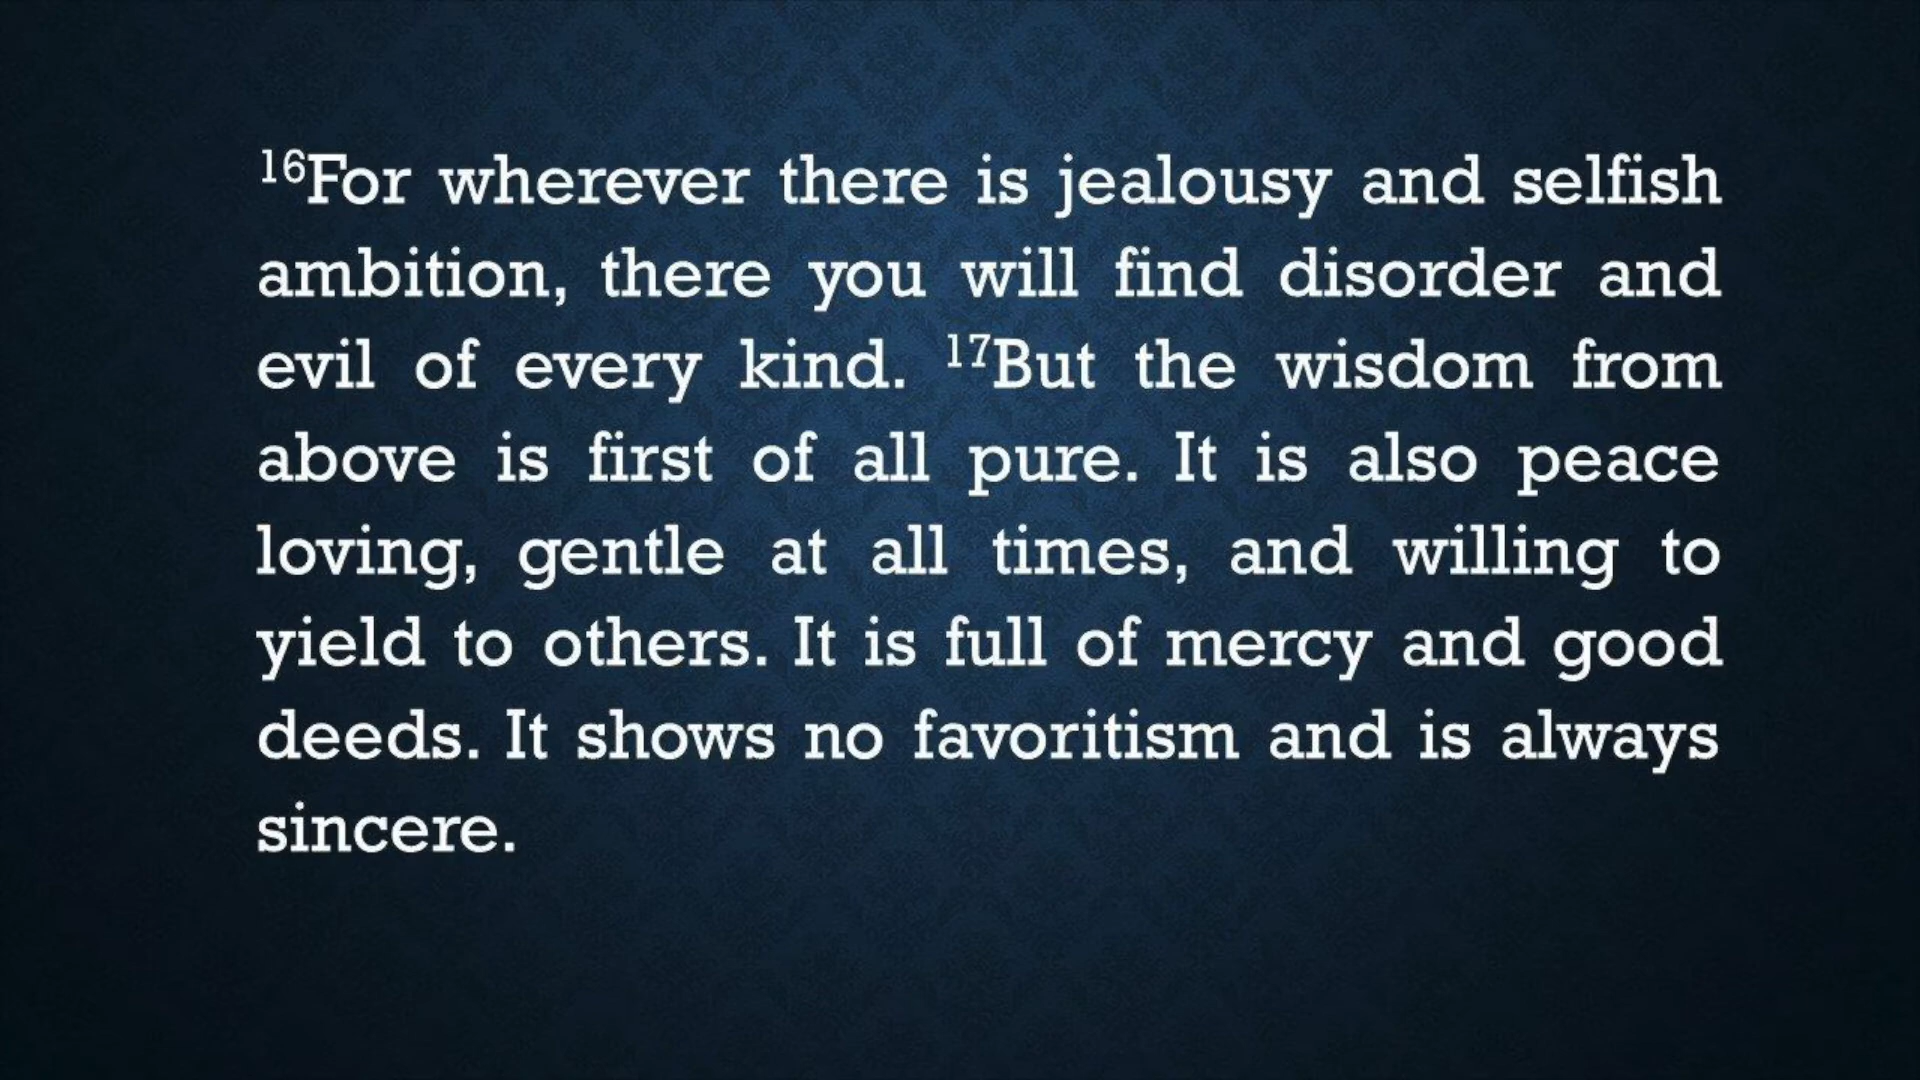 16For wherever there is jealousy and selfish
ambition, there you will find disorder and
evil of every kind. 17But the wisdom from
above is first of all pure. It is also peace
loving, gentle at all times, and willing to
yield to others. It is full of mercy and good
deeds. It shows no favoritism and is always
sincere.